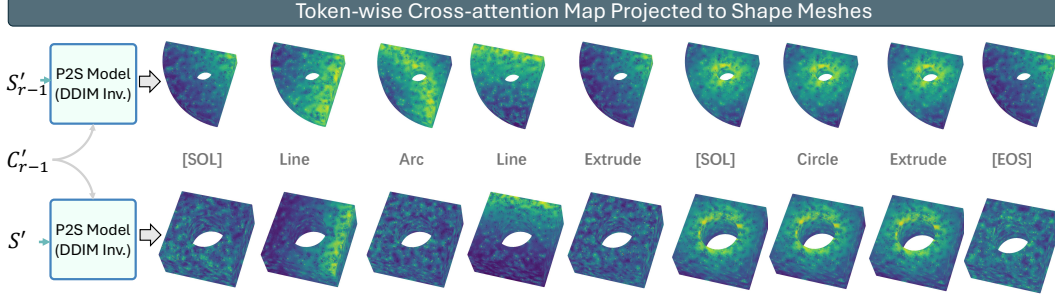 Token-wise Cross-attention Map Projected to Shape Meshes
S'_{r-1} P2S Model
(DDIM Inv.)
C'_{r-1} [SOL] Line Arc Line Extrude [SOL] Circle Extrude [EOS]
S' P2S Model
(DDIM Inv.)